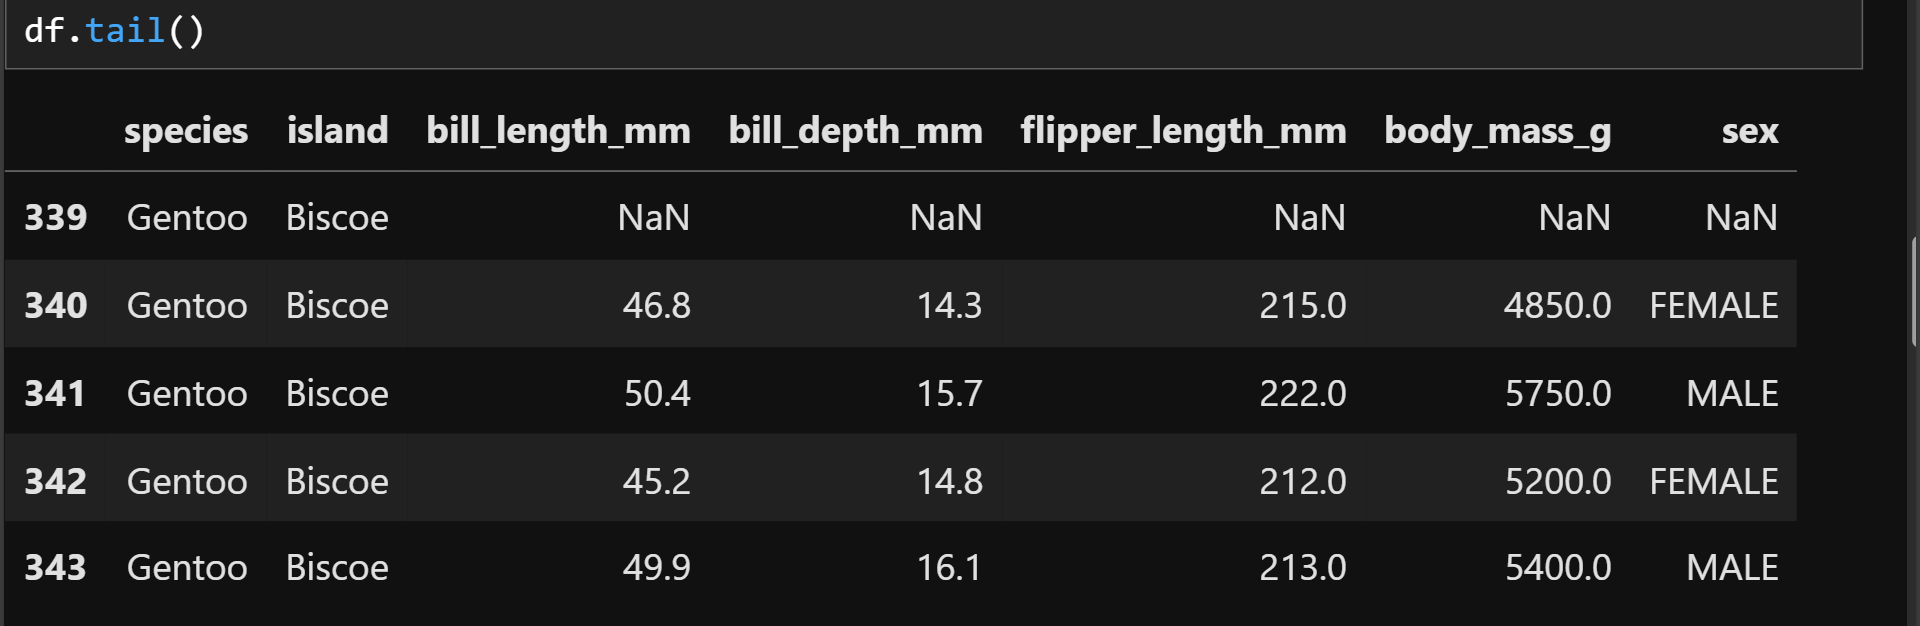 df.tail()
species island bill_length_mm bill_depth_mm flipper_length_mm body_mass_g sex
339 Gentoo Biscoe NaN NaN NaN NaN NaN
340 Gentoo Biscoe 46.8 14.3 215.0 4850.0 FEMALE
341 Gentoo Biscoe 50.4 15.7 222.0 5750.0 MALE
342 Gentoo Biscoe 45.2 14.8 212.0 5200.0 FEMALE
343 Gentoo Biscoe 49.9 16.1 213.0 5400.0 MALE